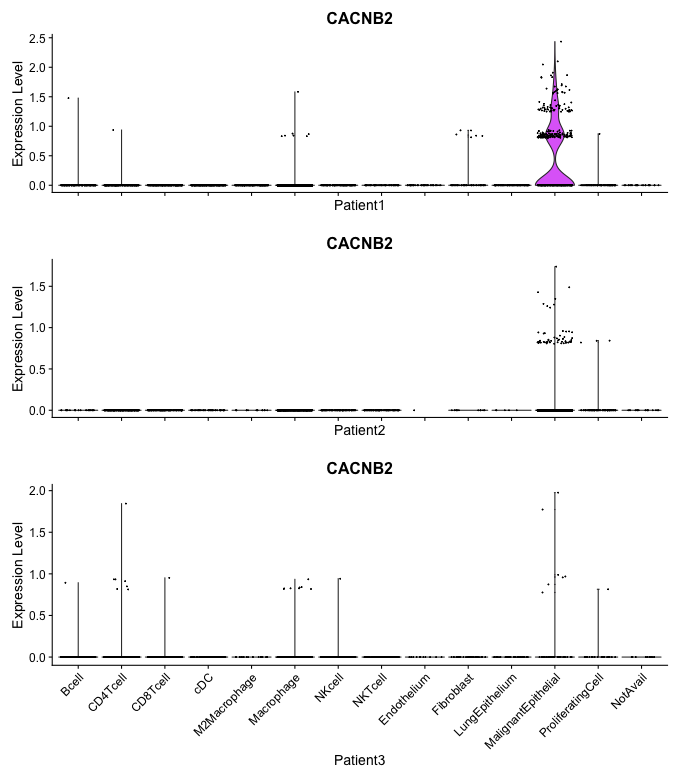 CACNB2
Expression Level
2.5
2.0
1.5
1.0
0.5
0.0
Patient1
CACNB2
Expression Level
1.5
1.0
0.5
0.0
Patient2
CACNB2
Expression Level
2.0
1.5
1.0
0.5
0.0
Bcell
CD4Tcell
CD8Tcell
cDC
M2Macrophage
Macrophage
NKcell
NKTcell
Endothelium
Fibroblast
LungEpithelium
MalignantEpithelial
ProliferatingCell
NotAvail
Patient3